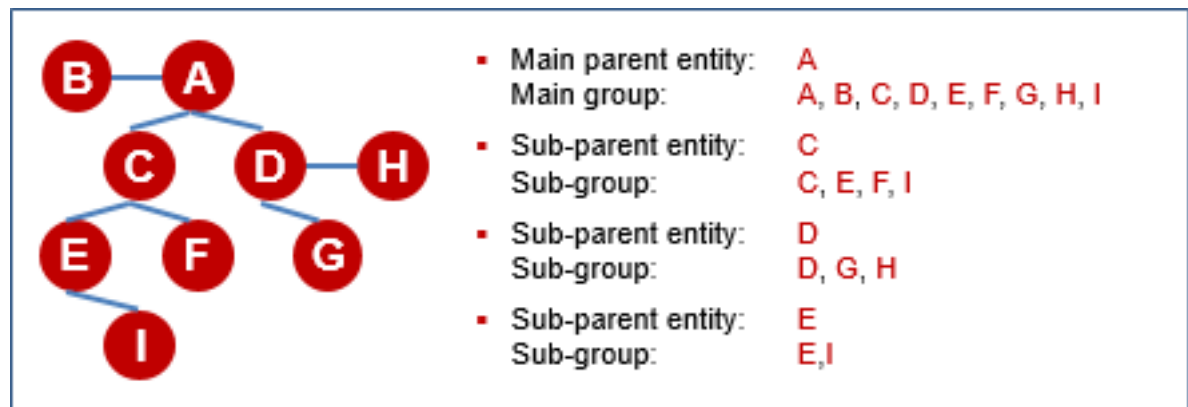 B A
C D H
E F G
I
▪ Main parent entity: A
Main group: A, B, C, D, E, F, G, H, I
▪ Sub-parent entity: C
Sub-group: C, E, F, I
▪ Sub-parent entity: D
Sub-group: D, G, H
▪ Sub-parent entity: E
Sub-group: E,I